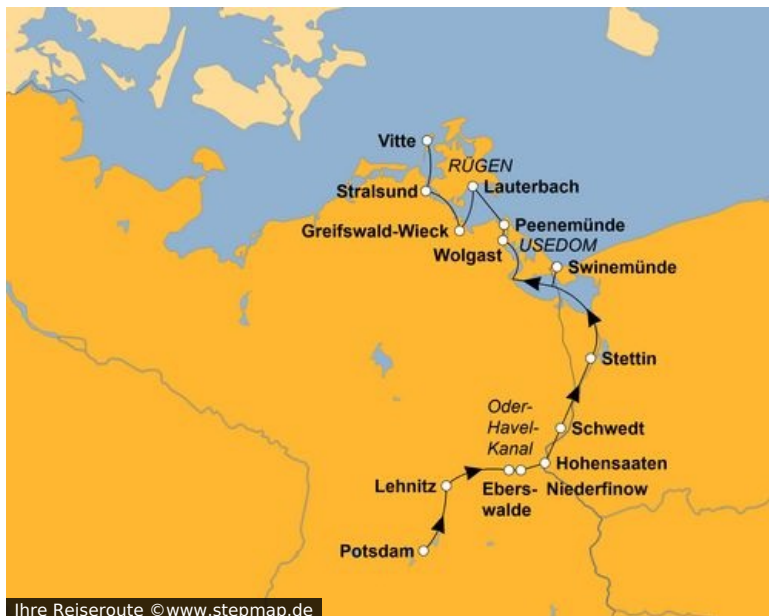 Vitte
RÜGEN
Stralsund
Lauterbach
Greifswald-Wieck
Peenemünde
USEDOM
Wolgast
Swinemünde
Stettin
Oder-
Havel-
Kanal
Schwedt
Hohensaaten
Lehnitz
Ebers-
walde
Niederfinow
Potsdam
Ihre Reiseroute ©www.stepmap.de